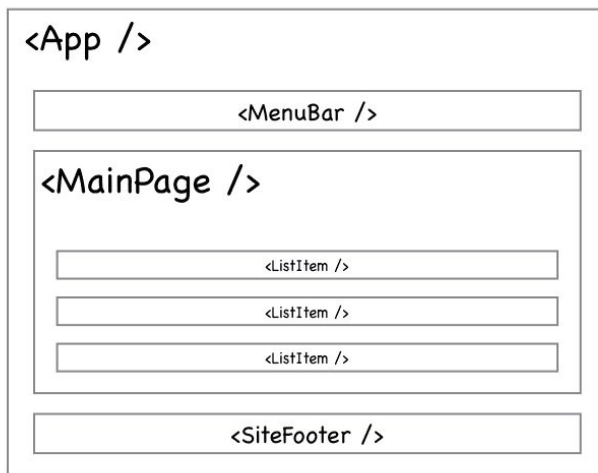 <App />
<MenuBar />
<MainPage />
<ListItem />
<ListItem />
<ListItem />
<SiteFooter />